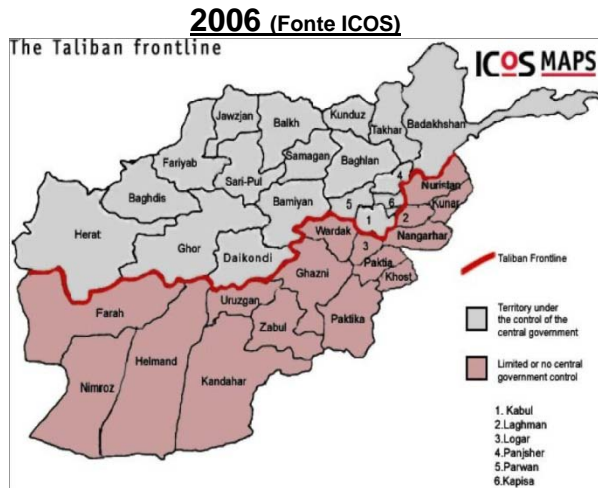 2006 (Fonte ICOS)
The Taliban frontline
ICOS MAPS
Jawzjan
Balkh
Kunduz
Takhar
Badakhshan
Fariyab
Samagan
Baghlan
Sari-Pul
Baghdis
Bamiyan
Herat
Ghor
Daikondi
4
5
6
1
2
3
Nuristan
Kunar
Nangarhar
Wardak
Ghazni
Paktia
Khost
Farah
Uruzgan
Zabul
Paktika
Helmand
Nimroz
Kandahar
Taliban Frontline
Territory under
the control of the
central government
Limited or no central
government control
1. Kabul
2.Laghman
3.Logar
4.Panjsher
5.Parwan
6.Kapisa